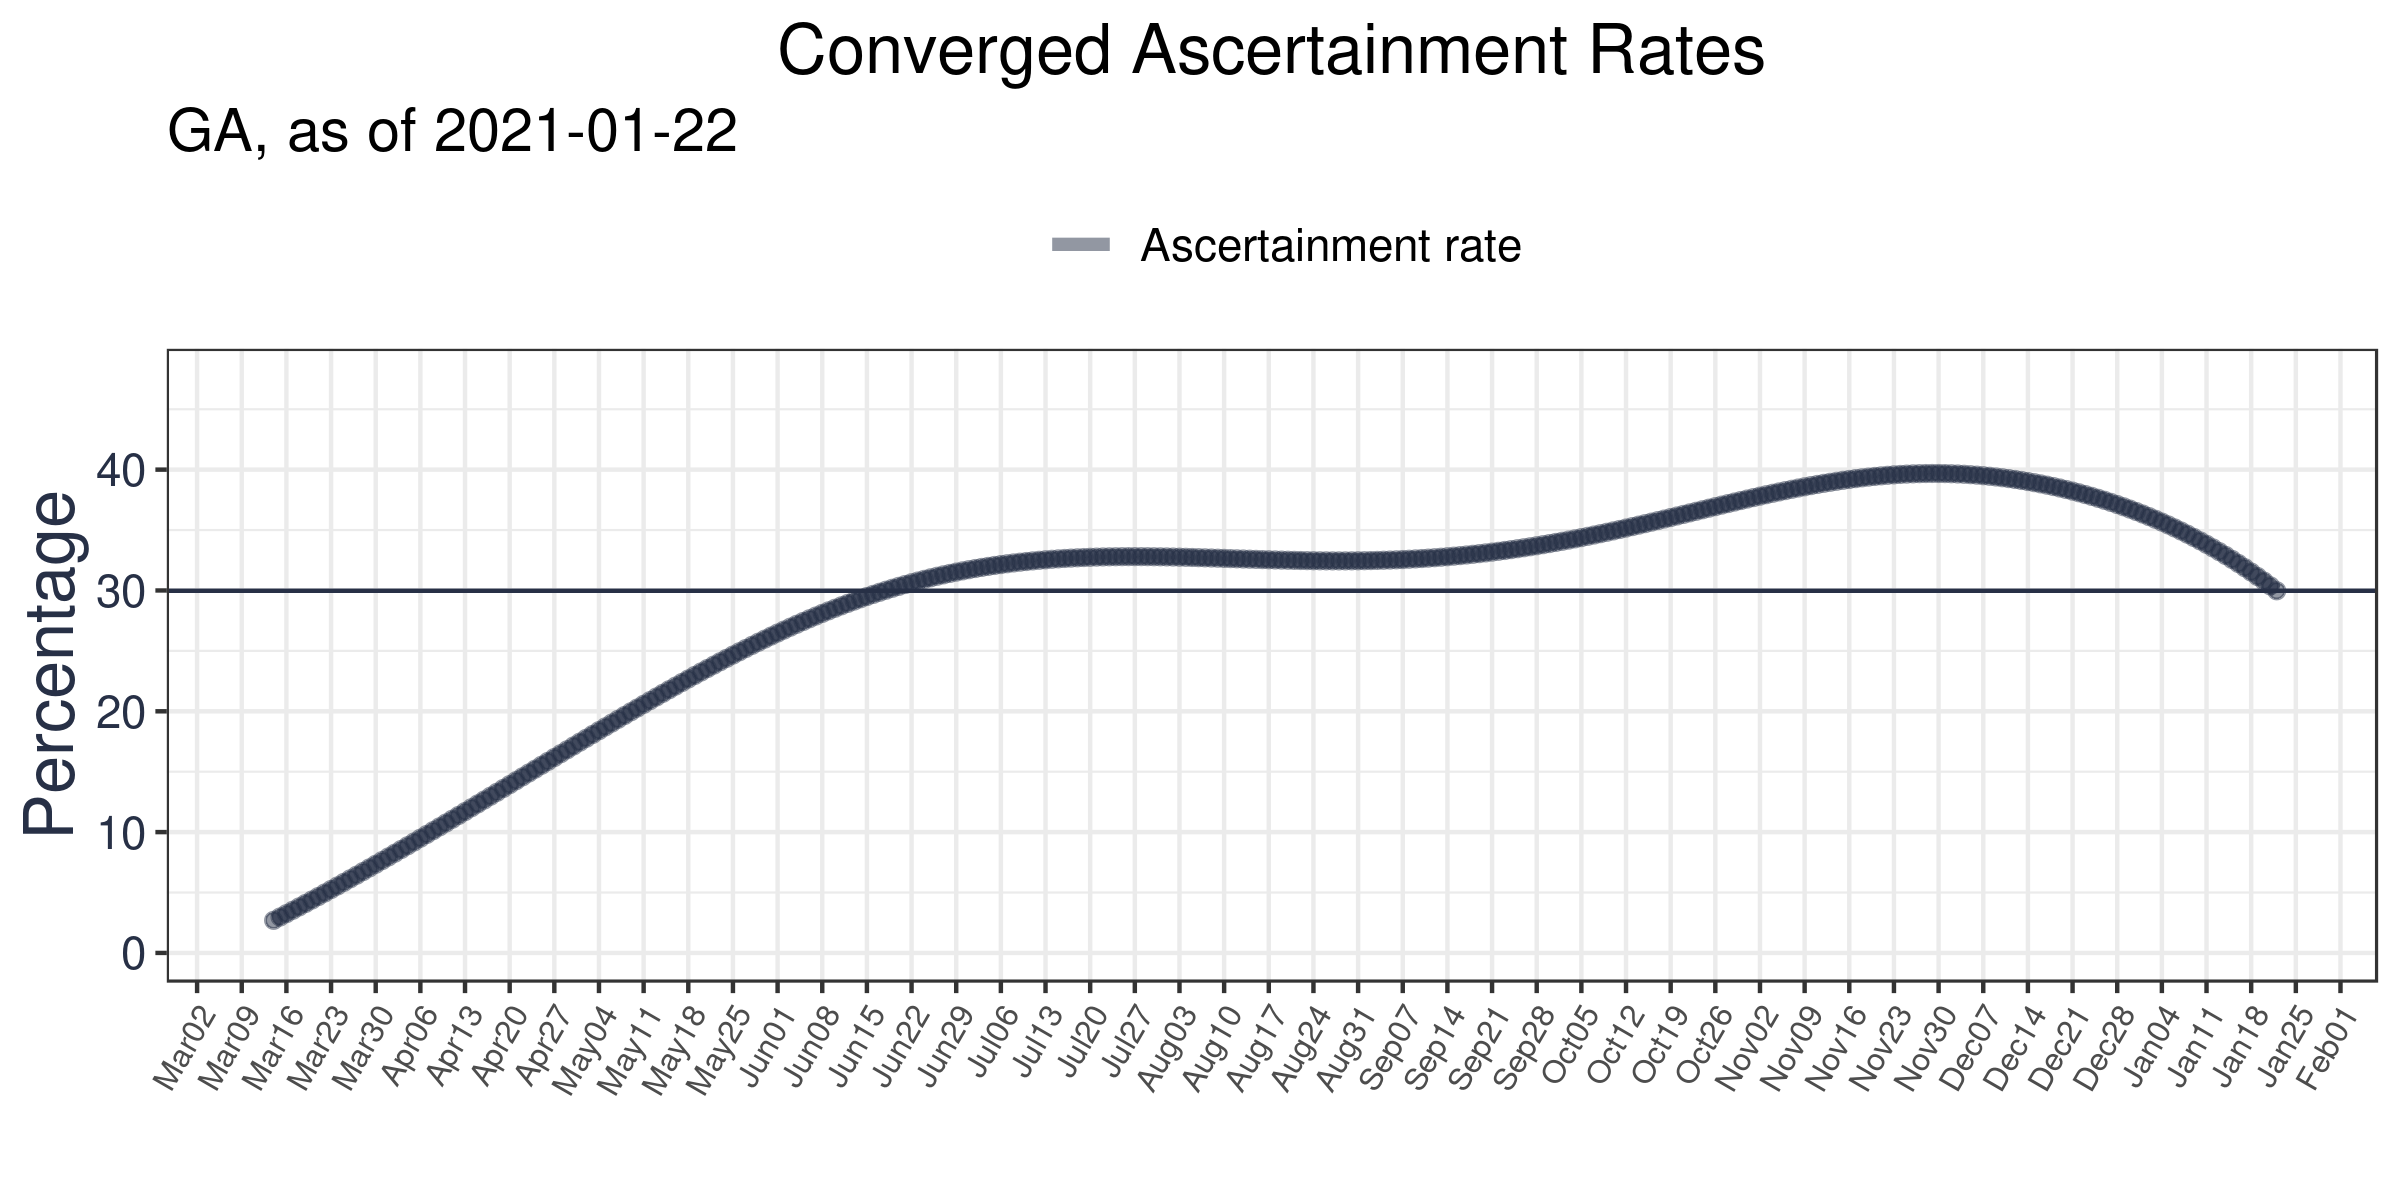 Converged Ascertainment Rates
GA, as of 2021-01-22
Ascertainment rate
Percentage
40
30
20
10
0
Mar02 Mar09 Mar16 Mar23 Mar30 Apr06 Apr13 Apr20 Apr27 May04 May11 May18 May25 Jun01 Jun08 Jun15 Jun22 Jun29 Jul06 Jul13 Jul20 Jul27 Aug03 Aug10 Aug17 Aug24 Aug31 Sep07 Sep14 Sep21 Sep28 Oct05 Oct12 Oct19 Oct26 Nov02 Nov09 Nov16 Nov23 Nov30 Dec07 Dec14 Dec21 Dec28 Jan04 Jan11 Jan18 Jan25 Feb01